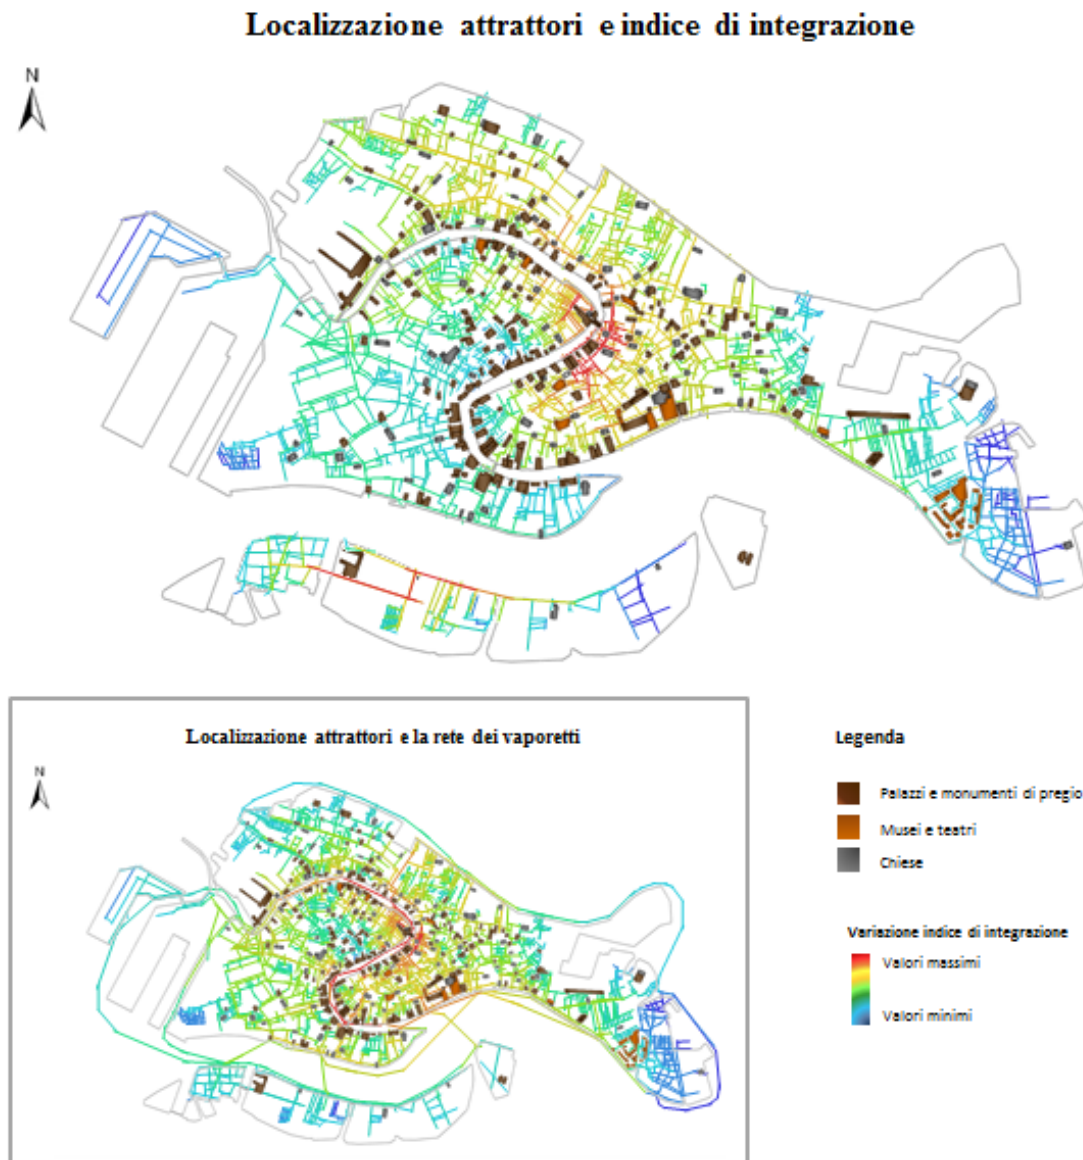 Localizzazione attrattori e indice di integrazione
N
Localizzazione attrattori e la rete dei vaporetti
N
Legenda
Palazzi e monumenti di pregio
Musei e teatri
Chiese
Variazione indice di integrazione
Valori massimi
Valori minimi